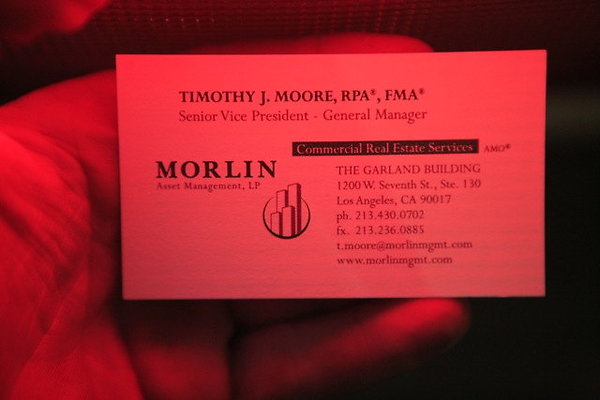 TIMOTHY J. MOORE, RPA®, FMA®
Senior Vice President - General Manager
Commercial Real Estate Services AMO®
MORLIN
Asset Management, LP
THE GARLAND BUILDING
1200 W. Seventh St., Ste. 130
Los Angeles, CA 90017
ph. 213.430.0702
fx. 213.236.0885
t.moore@morlinmgmt.com
www.morlinmgmt.com